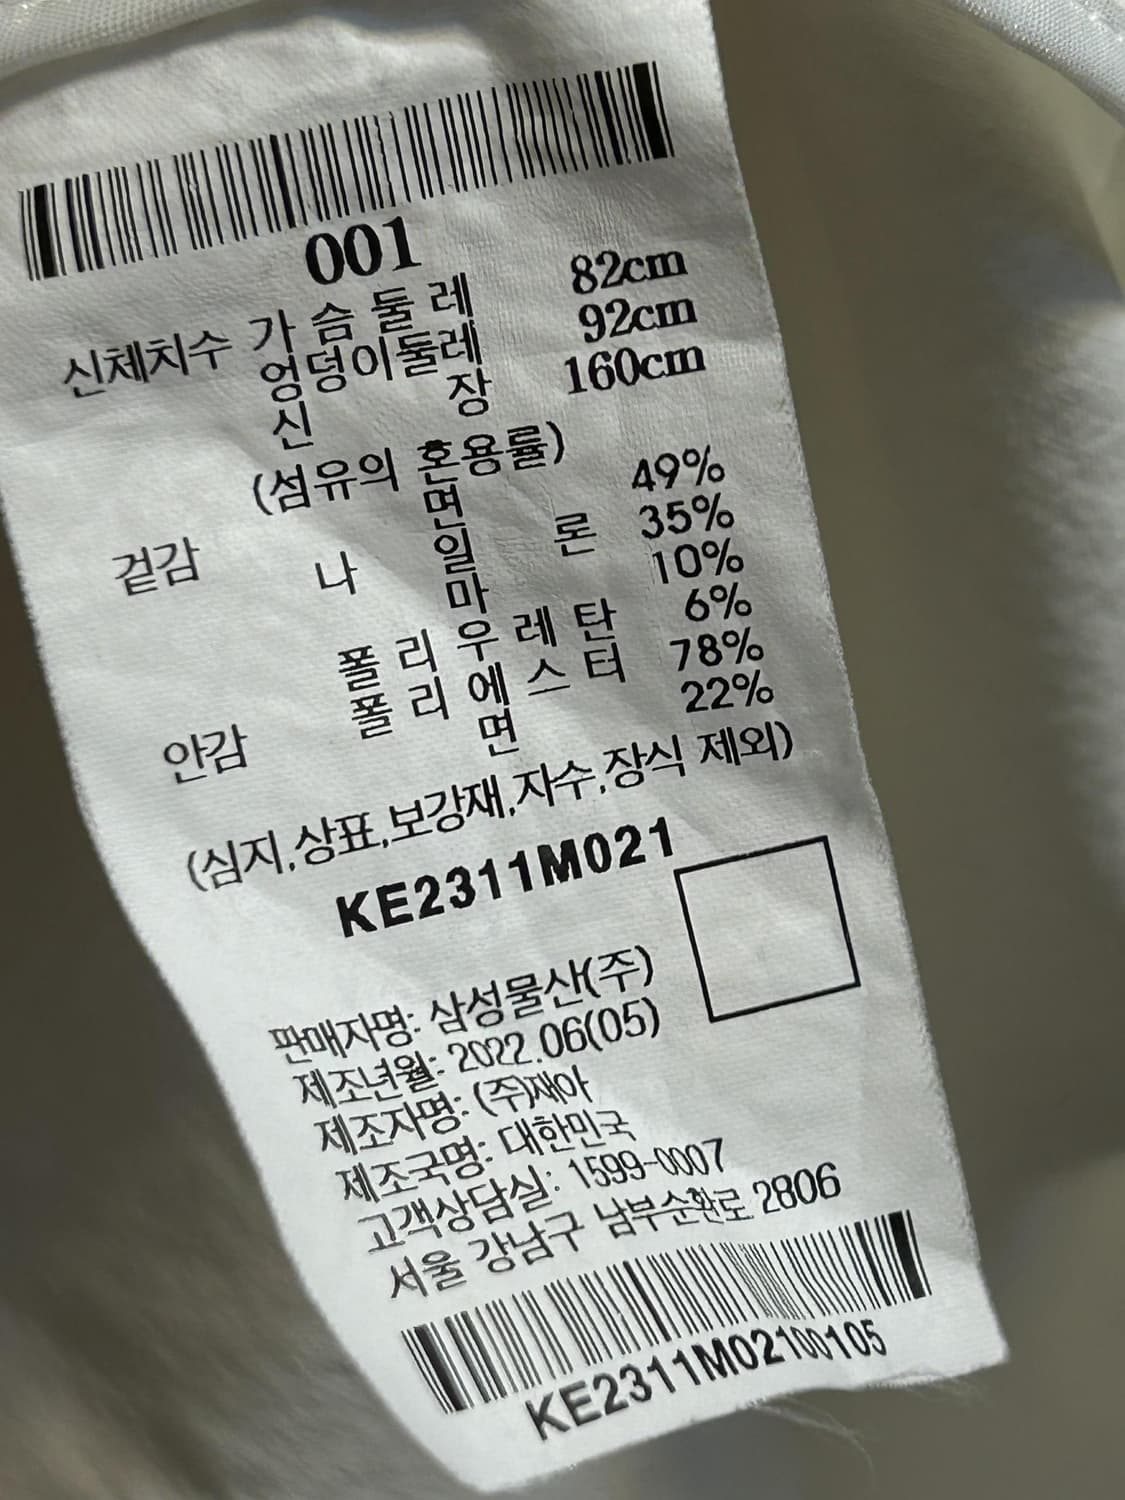 001
신체치수 가슴둘레 82cm
엉덩이둘레 92cm
신장 160cm
(섬유의 혼용률)
겉감 면 49%
나일론 35%
마 10%
폴리우레탄 6%
안감 폴리에스터 78%
면 22%
(심지,상표,보강재,자수,장식 제외)
KE2311M021
판매자명: 삼성물산(주)
제조년월: 2022.06(05)
제조자명: (주)재아
제조국명: 대한민국
고객상담실: 1599-0007
서울 강남구 남부순환로 2806
KE2311M02100105